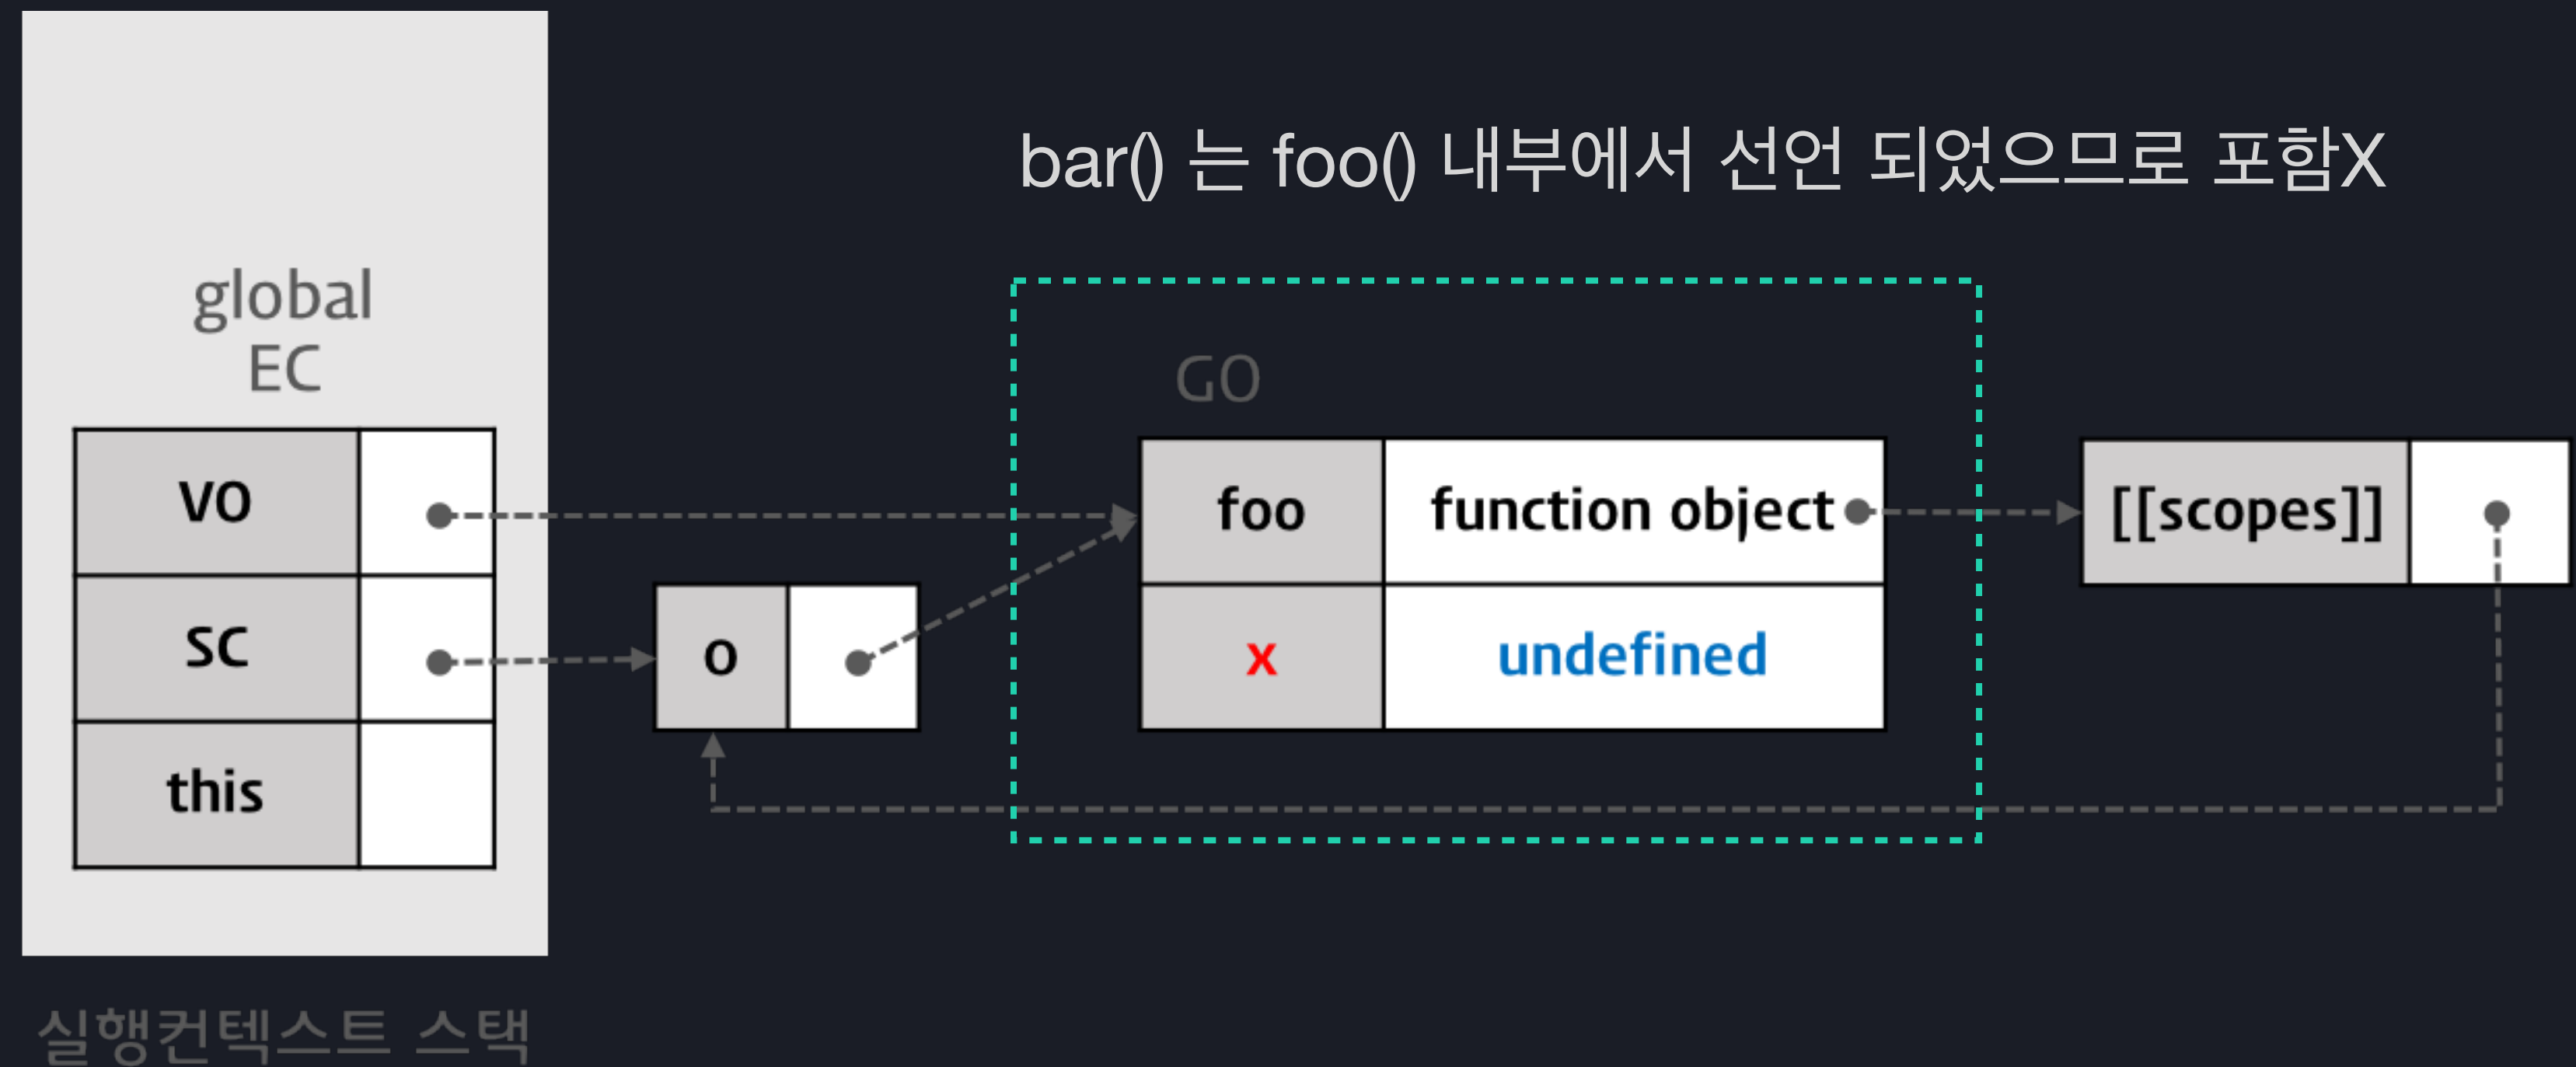 bar() 는 foo() 내부에서 선언 되었으므로 포함X
global
EC
VO
SC
this
실행컨텍스트 스택
O
GO
foo function object
x undefined
[[scopes]]